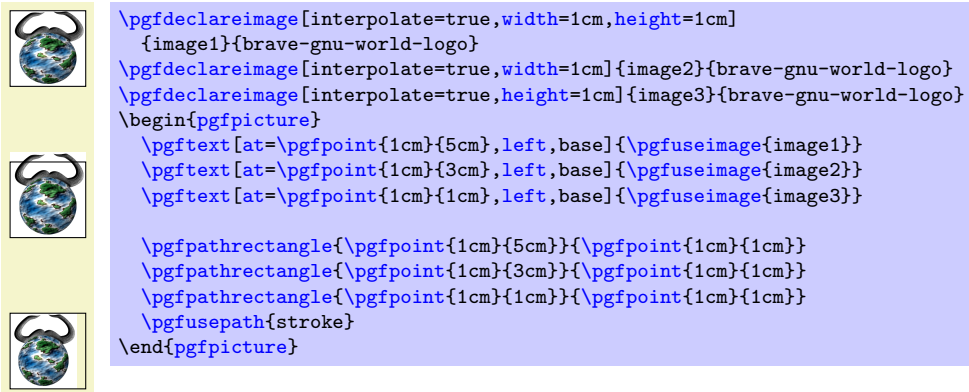 \pgfdeclareimage[interpolate=true,width=1cm,height=1cm]
{image1}{brave-gnu-world-logo}
\pgfdeclareimage[interpolate=true,width=1cm]{image2}{brave-gnu-world-logo}
\pgfdeclareimage[interpolate=true,height=1cm]{image3}{brave-gnu-world-logo}
\begin{pgfpicture}
\pgftext[at=\pgfpoint{1cm}{5cm},left,base]{\pgfuseimage{image1}}
\pgftext[at=\pgfpoint{1cm}{3cm},left,base]{\pgfuseimage{image2}}
\pgftext[at=\pgfpoint{1cm}{1cm},left,base]{\pgfuseimage{image3}}
\pgfpathrectangle{\pgfpoint{1cm}{5cm}}{\pgfpoint{1cm}{1cm}}
\pgfpathrectangle{\pgfpoint{1cm}{3cm}}{\pgfpoint{1cm}{1cm}}
\pgfpathrectangle{\pgfpoint{1cm}{1cm}}{\pgfpoint{1cm}{1cm}}
\pgfusepath{stroke}
\end{pgfpicture}